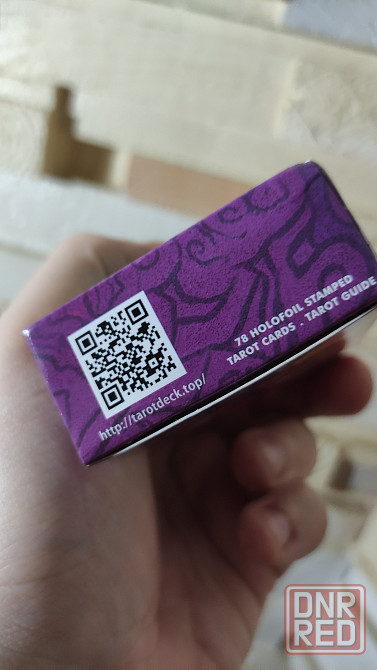 78 HOLOFOIL STAMPED
TAROT CARDS - TAROT GUIDE
http://tarotdeck.top/
DNR
RED